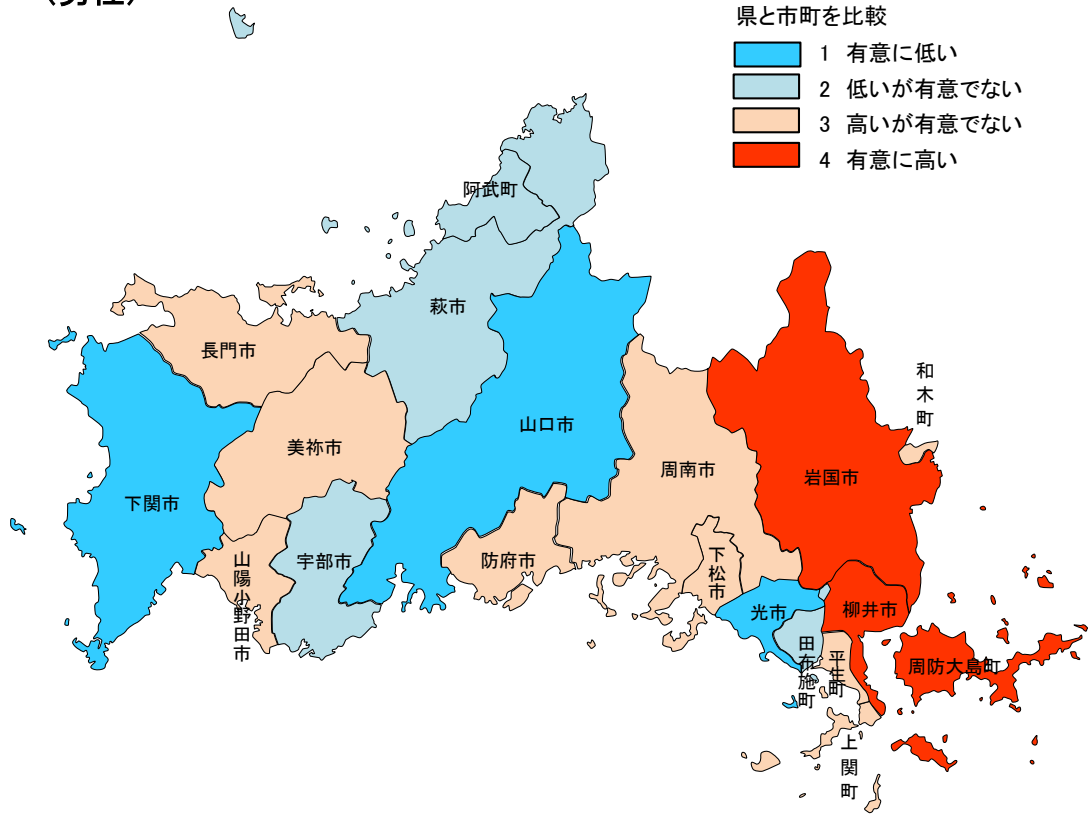 （男性）
県と市町を比較
1 有意に低い
2 低いが有意でない
3 高いが有意でない
4 有意に高い
阿武町
萩市
長門市
和木町
山口市
美祢市
周南市
岩国市
下関市
宇部市
防府市
下松市
山陽小野田市
光市
柳井市
田布施町
平生町
周防大島町
上関町